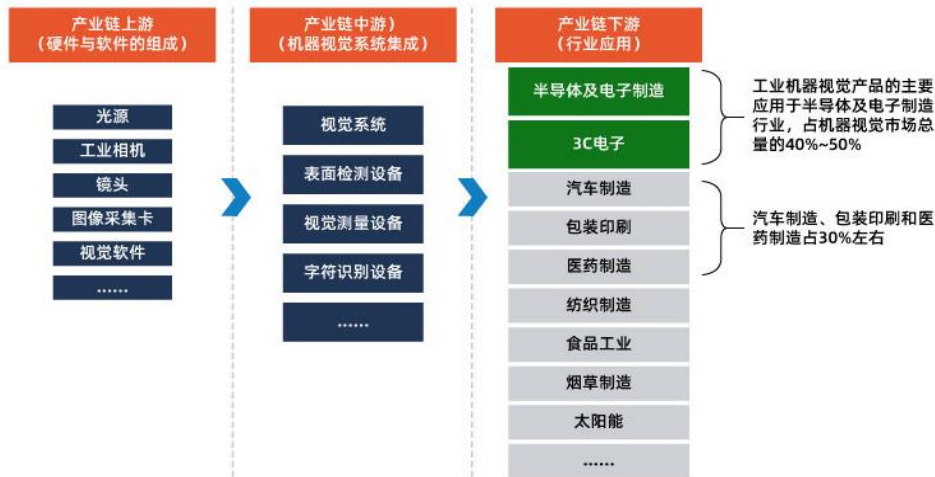 产业链上游
（硬件与软件的组成）
光源
工业相机
镜头
图像采集卡
视觉软件
......
产业链中游）
（机器视觉系统集成）
视觉系统
表面检测设备
视觉测量设备
字符识别设备
......
产业链下游
（行业应用）
半导体及电子制造
3C电子
汽车制造
包装印刷
医药制造
纺织制造
食品工业
烟草制造
太阳能
......
工业机器视觉产品的主要
应用于半导体及电子制造
行业，占机器视觉市场总
量的40%~50%
汽车制造、包装印刷和医
药制造占30%左右